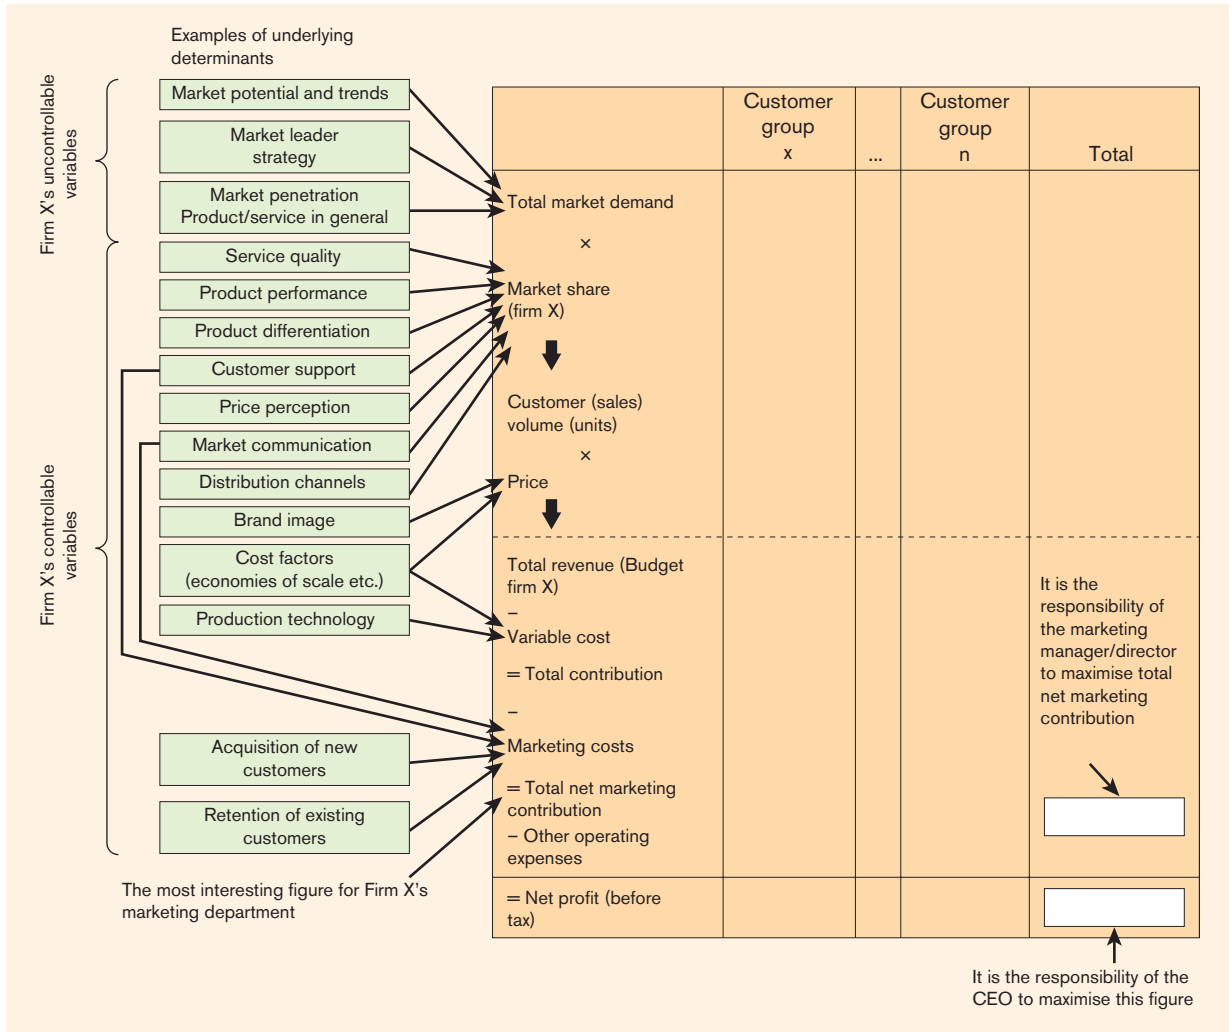 Examples of underlying
determinants
Firm X's uncontrollable
variables
Market potential and trends
Market leader
strategy
Market penetration
Product/service in general
Firm X's controllable
variables
Service quality
Product performance
Product differentiation
Customer support
Price perception
Market communication
Distribution channels
Brand image
Cost factors
(economies of scale etc.)
Production technology
Acquisition of new
customers
Retention of existing
customers
The most interesting figure for Firm X's
marketing department
Customer
group
x
...
Customer
group
n
Total
Total market demand
×
Market share
(firm X)
Customer (sales)
volume (units)
×
Price
Total revenue (Budget
firm X)
–
Variable cost
= Total contribution
–
Marketing costs
= Total net marketing
contribution
– Other operating
expenses
= Net profit (before
tax)
It is the
responsibility of
the marketing
manager/director
to maximise total
net marketing
contribution
It is the responsibility of the
CEO to maximise this figure